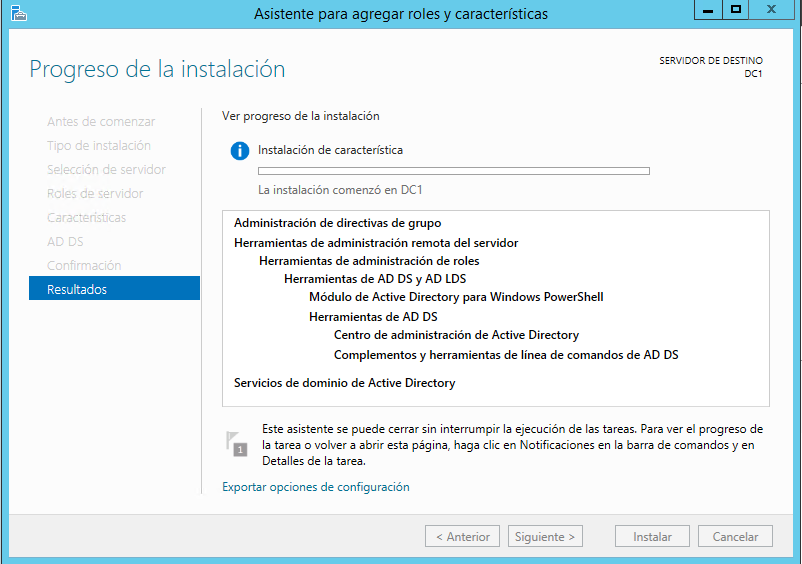 Asistente para agregar roles y características
Progreso de la instalación
SERVIDOR DE DESTINO
DC1
Antes de comenzar
Tipo de instalación
Selección de servidor
Roles de servidor
Características
AD DS
Confirmación
Resultados
Ver progreso de la instalación
Instalación de característica
La instalación comenzó en DC1
Administración de directivas de grupo
Herramientas de administración remota del servidor
Herramientas de administración de roles
Herramientas de AD DS y AD LDS
Módulo de Active Directory para Windows PowerShell
Herramientas de AD DS
Centro de administración de Active Directory
Complementos y herramientas de línea de comandos de AD DS
Servicios de dominio de Active Directory
1
Este asistente se puede cerrar sin interrumpir la ejecución de las tareas. Para ver el progreso de
la tarea o volver a abrir esta página, haga clic en Notificaciones en la barra de comandos y en
Detalles de la tarea.
Exportar opciones de configuración
< Anterior
Siguiente >
Instalar
Cancelar